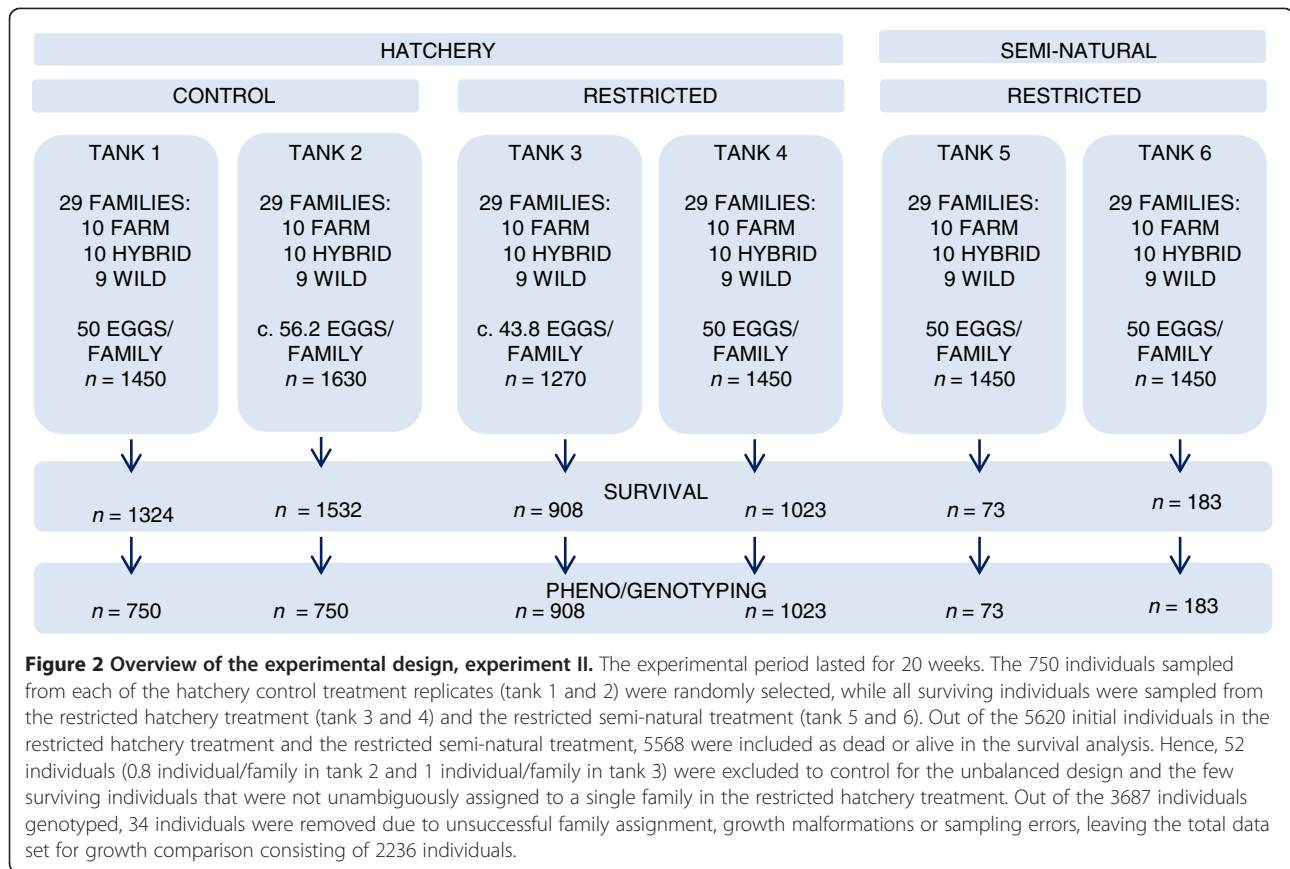 HATCHERY
SEMI-NATURAL
CONTROL
RESTRICTED
RESTRICTED
TANK 1
29 FAMILIES:
10 FARM
10 HYBRID
9 WILD
50 EGGS/
FAMILY
n = 1450
TANK 2
29 FAMILIES:
10 FARM
10 HYBRID
9 WILD
c. 56.2 EGGS/
FAMILY
n = 1630
TANK 3
29 FAMILIES:
10 FARM
10 HYBRID
9 WILD
c. 43.8 EGGS/
FAMILY
n = 1270
TANK 4
29 FAMILIES:
10 FARM
10 HYBRID
9 WILD
50 EGGS/
FAMILY
n = 1450
TANK 5
29 FAMILIES:
10 FARM
10 HYBRID
9 WILD
50 EGGS/
FAMILY
n = 1450
TANK 6
29 FAMILIES:
10 FARM
10 HYBRID
9 WILD
50 EGGS/
FAMILY
n = 1450
SURVIVAL
n = 1324
n = 1532
n = 908
n = 1023
n = 73
n = 183
PHENO/GENOTYPING
n = 750
n = 750
n = 908
n = 1023
n = 73
n = 183
Figure 2 Overview of the experimental design, experiment II. The experimental period lasted for 20 weeks. The 750 individuals sampled
from each of the hatchery control treatment replicates (tank 1 and 2) were randomly selected, while all surviving individuals were sampled from
the restricted hatchery treatment (tank 3 and 4) and the restricted semi-natural treatment (tank 5 and 6). Out of the 5620 initial individuals in the
restricted hatchery treatment and the restricted semi-natural treatment, 5568 were included as dead or alive in the survival analysis. Hence, 52
individuals (0.8 individual/family in tank 2 and 1 individual/family in tank 3) were excluded to control for the unbalanced design and the few
surviving individuals that were not unambiguously assigned to a single family in the restricted hatchery treatment. Out of the 3687 individuals
genotyped, 34 individuals were removed due to unsuccessful family assignment, growth malformations or sampling errors, leaving the total data
set for growth comparison consisting of 2236 individuals.